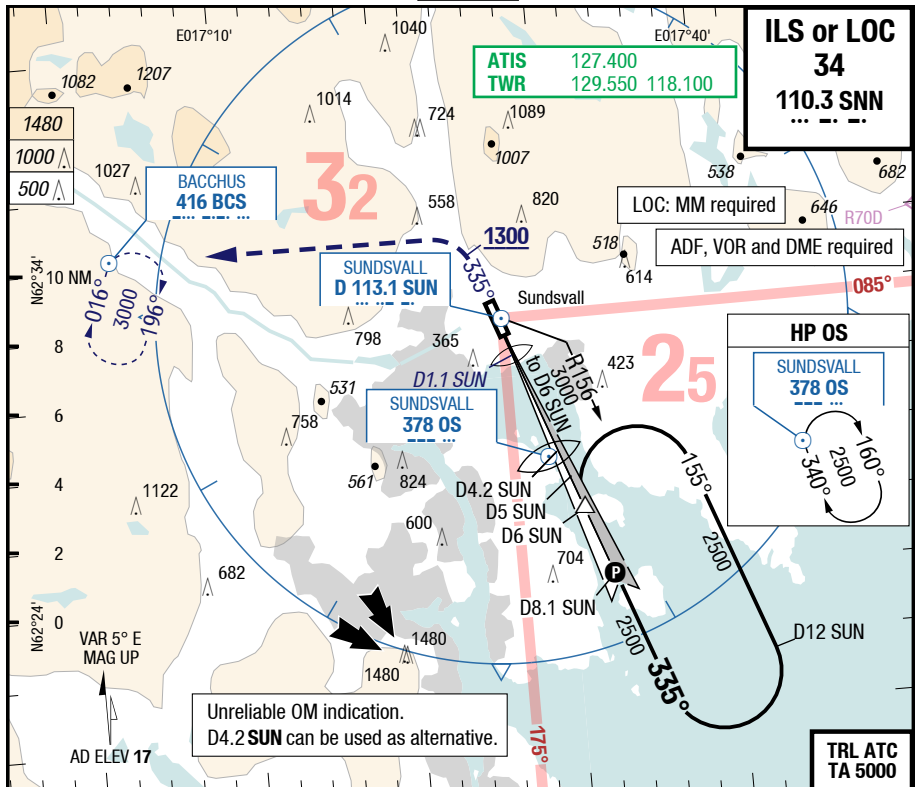 E017°10'
E017°40'
1040
ILS or LOC
34
110.3 SNN
ATIS 127.400
TWR 129.550 118.100
1082
1207
1014
724
1089
1007
538
682
1480
1000
500
1027
BACCHUS
416 BCS
32
558
820
LOC: MM required
646
R70D
ADF, VOR and DME required
1300
518
614
N62°34'
10 NM
016°
3000
196°
SUNDSVALL
D 113.1 SUN
335°
Sundsvall
085°
798
365
D1.1 SUN
R156
3000
to D6 SUN
423
25
HP OS
SUNDSVALL
378 OS
160°
2500
340°
8
6
4
2
0
531
758
SUNDSVALL
378 OS
561
824
D4.2 SUN
D5 SUN
D6 SUN
155°
2500
1122
600
704
682
D8.1 SUN
2500
335°
D12 SUN
N62°24'
VAR 5° E
MAG UP
1480
1480
175°
Unreliable OM indication.
D4.2 SUN can be used as alternative.
AD ELEV 17
TRL ATC
TA 5000
P